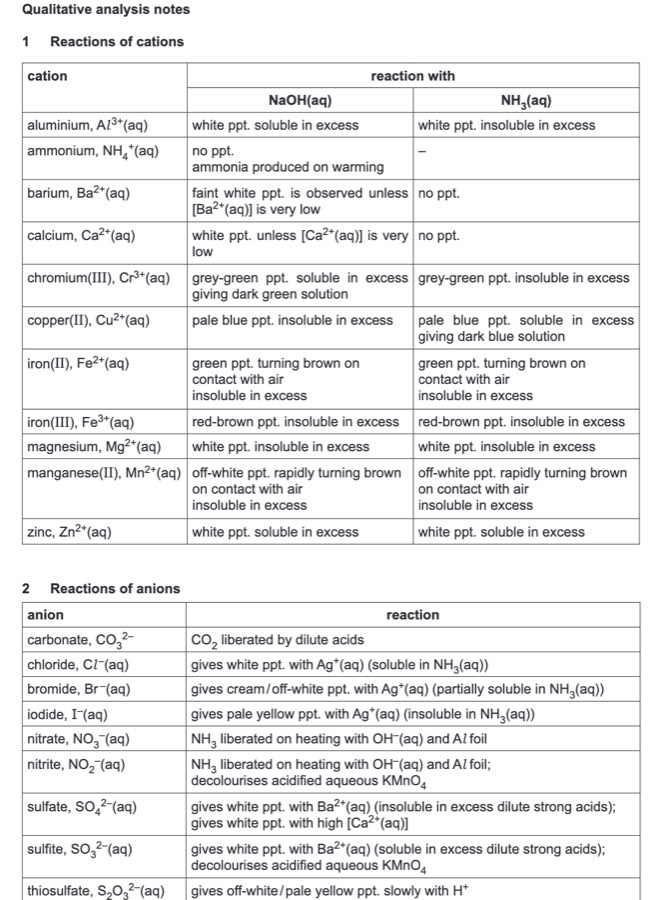 Qualitative analysis notes
1 Reactions of cations
cation
reaction with
NaOH(aq)
NH₃(aq)
aluminium, Al³⁺(aq)
white ppt. soluble in excess
white ppt. insoluble in excess
ammonium, NH₄⁺(aq)
no ppt.
ammonia produced on warming
–
barium, Ba²⁺(aq)
faint white ppt. is observed unless
[Ba²⁺(aq)] is very low
no ppt.
calcium, Ca²⁺(aq)
white ppt. unless [Ca²⁺(aq)] is very
low
no ppt.
chromium(III), Cr³⁺(aq)
grey-green ppt. soluble in excess
giving dark green solution
grey-green ppt. insoluble in excess
copper(II), Cu²⁺(aq)
pale blue ppt. insoluble in excess
pale blue ppt. soluble in excess
giving dark blue solution
iron(II), Fe²⁺(aq)
green ppt. turning brown on
contact with air
insoluble in excess
green ppt. turning brown on
contact with air
insoluble in excess
iron(III), Fe³⁺(aq)
red-brown ppt. insoluble in excess
red-brown ppt. insoluble in excess
magnesium, Mg²⁺(aq)
white ppt. insoluble in excess
white ppt. insoluble in excess
manganese(II), Mn²⁺(aq)
off-white ppt. rapidly turning brown
on contact with air
insoluble in excess
off-white ppt. rapidly turning brown
on contact with air
insoluble in excess
zinc, Zn²⁺(aq)
white ppt. soluble in excess
white ppt. soluble in excess
2 Reactions of anions
anion
reaction
carbonate, CO₃²⁻
CO₂ liberated by dilute acids
chloride, Cl⁻(aq)
gives white ppt. with Ag⁺(aq) (soluble in NH₃(aq))
bromide, Br⁻(aq)
gives cream/off-white ppt. with Ag⁺(aq) (partially soluble in NH₃(aq))
iodide, I⁻(aq)
gives pale yellow ppt. with Ag⁺(aq) (insoluble in NH₃(aq))
nitrate, NO₃⁻(aq)
NH₃ liberated on heating with OH⁻(aq) and Al foil
nitrite, NO₂⁻(aq)
NH₃ liberated on heating with OH⁻(aq) and Al foil;
decolourises acidified aqueous KMnO₄
sulfate, SO₄²⁻(aq)
gives white ppt. with Ba²⁺(aq) (insoluble in excess dilute strong acids);
gives white ppt. with high [Ca²⁺(aq)]
sulfite, SO₃²⁻(aq)
gives white ppt. with Ba²⁺(aq) (soluble in excess dilute strong acids);
decolourises acidified aqueous KMnO₄
thiosulfate, S₂O₃²⁻(aq)
gives off-white/pale yellow ppt. slowly with H⁺